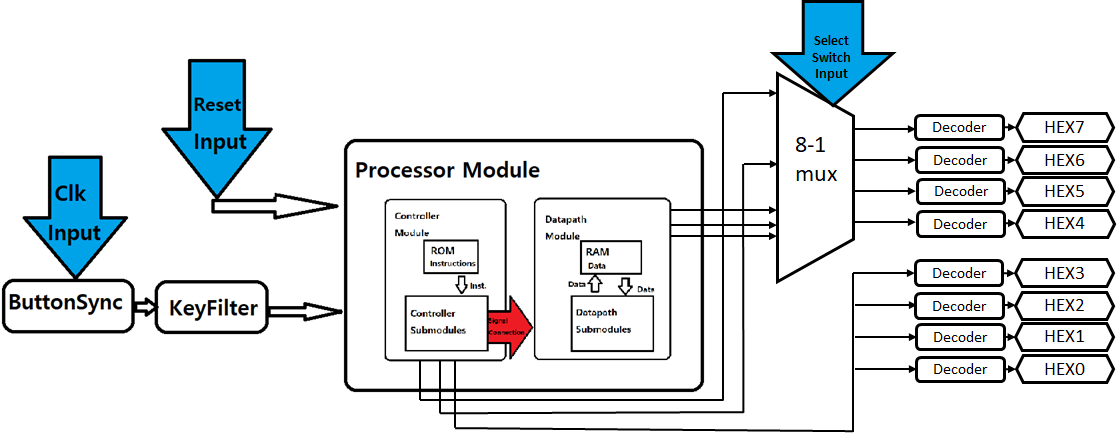 Select
Switch
Input
Reset
Input
Clk
Input
ButtonSync
KeyFilter
Processor Module
Controller
Module
ROM
Instructions
Inst.
Controller
Submodules
Signal
Connection
Datapath
Module
RAM
Data
Data
Data
Datapath
Submodules
8-1
mux
Decoder
HEX7
Decoder
HEX6
Decoder
HEX5
Decoder
HEX4
Decoder
HEX3
Decoder
HEX2
Decoder
HEX1
Decoder
HEX0